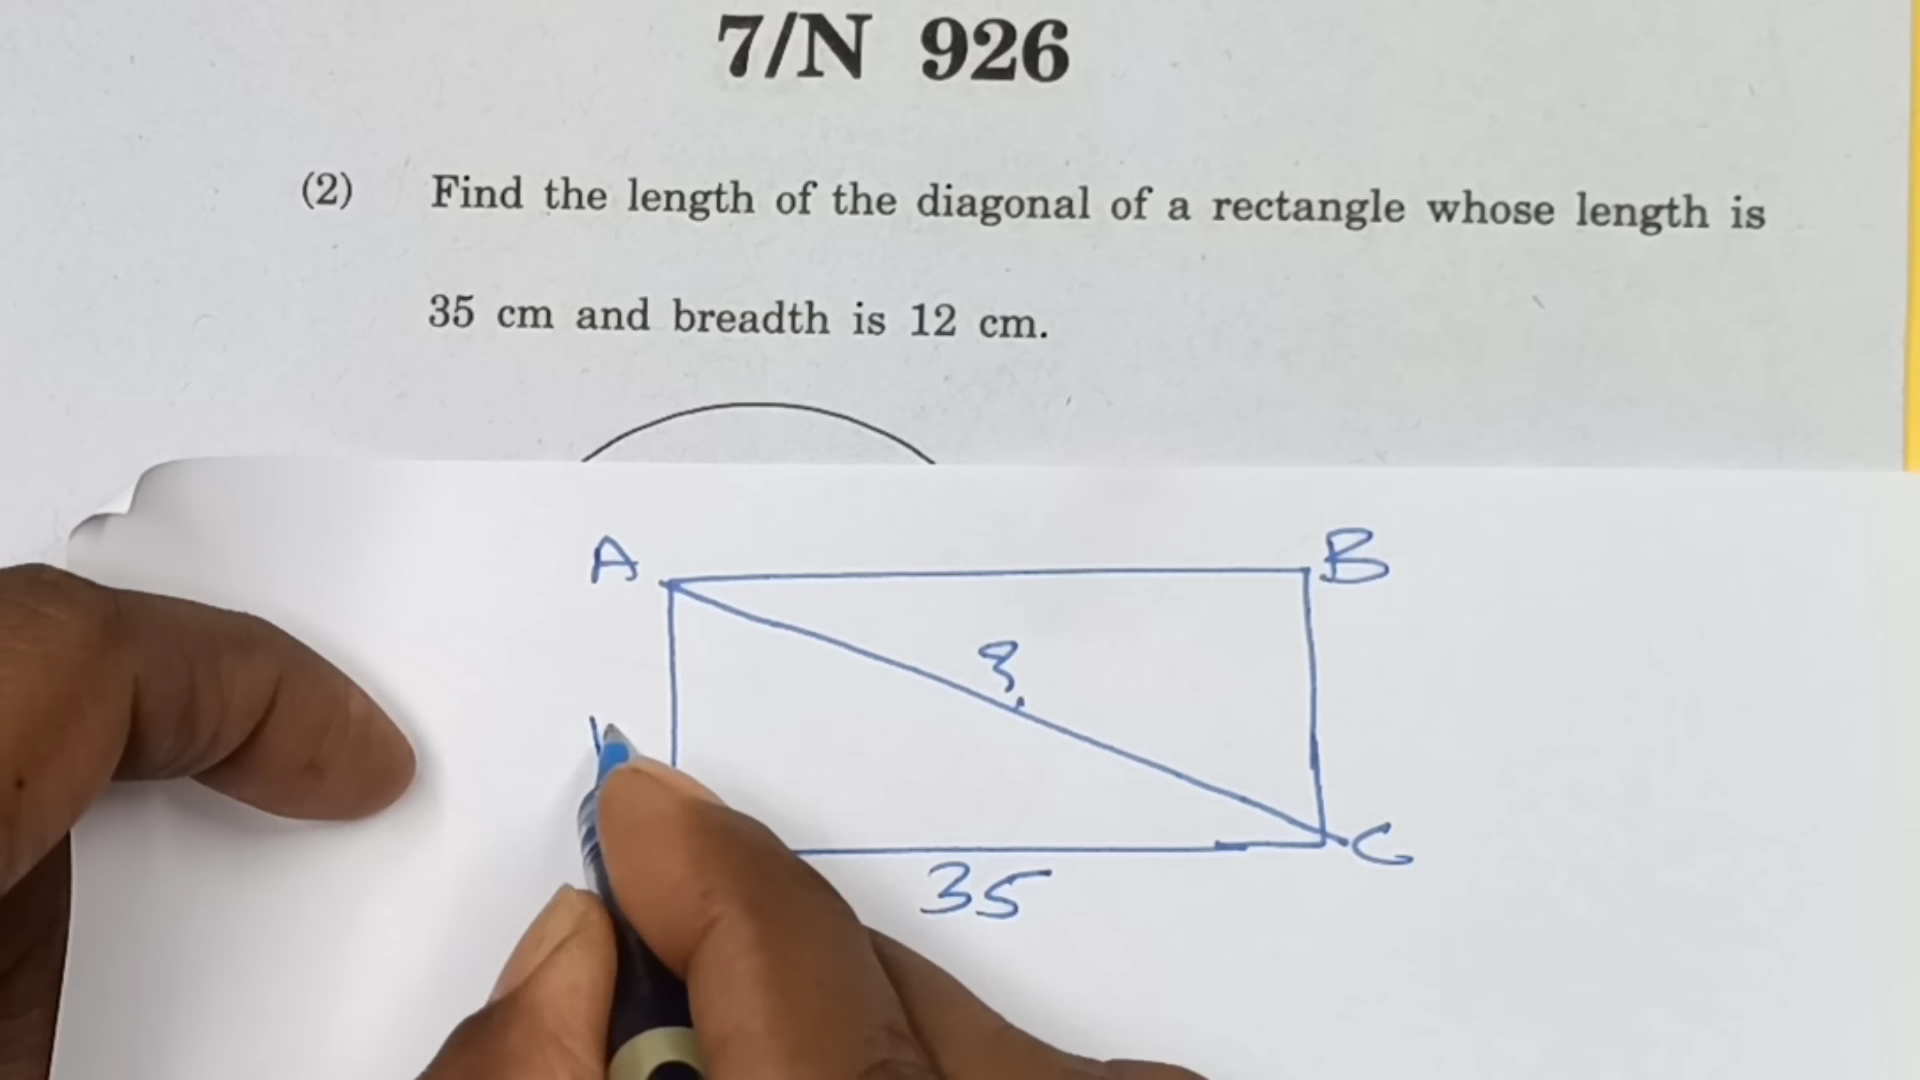 7/N 926
(2) Find the length of the diagonal of a rectangle whose length is
35 cm and breadth is 12 cm.
A B
?
C
35